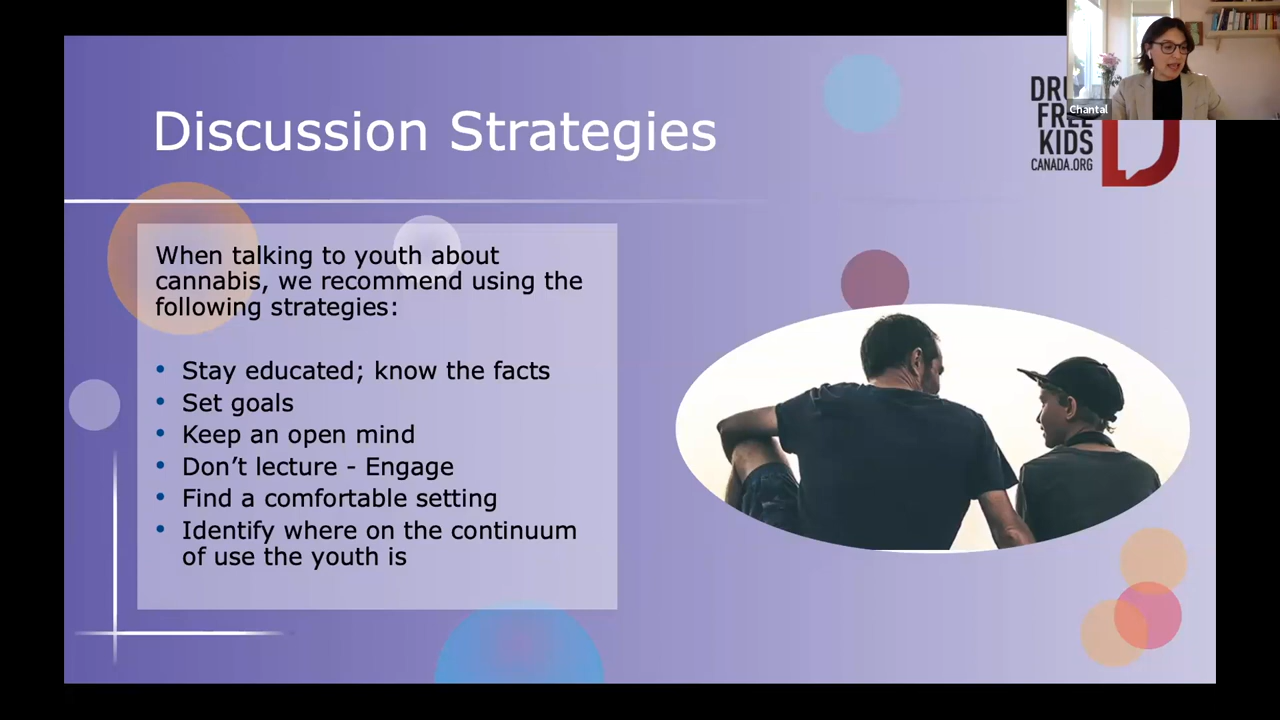 Discussion Strategies
When talking to youth about
cannabis, we recommend using the
following strategies:
• Stay educated; know the facts
• Set goals
• Keep an open mind
• Don’t lecture - Engage
• Find a comfortable setting
• Identify where on the continuum
of use the youth is
Chantal
KIDS
CANADA.ORG